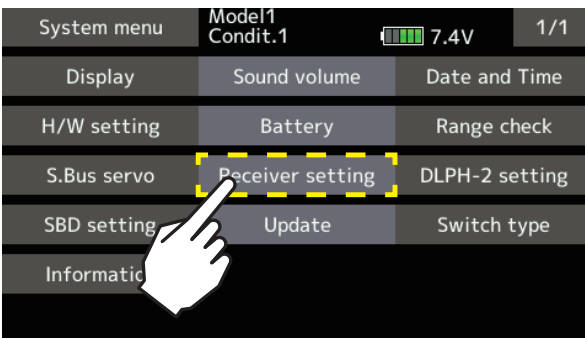 System menu
Model1
Condit.1
7.4V
1/1
Display
Sound volume
Date and Time
H/W setting
Battery
Range check
S.Bus servo
Receiver setting
DLPH-2 setting
SBD setting
Update
Switch type